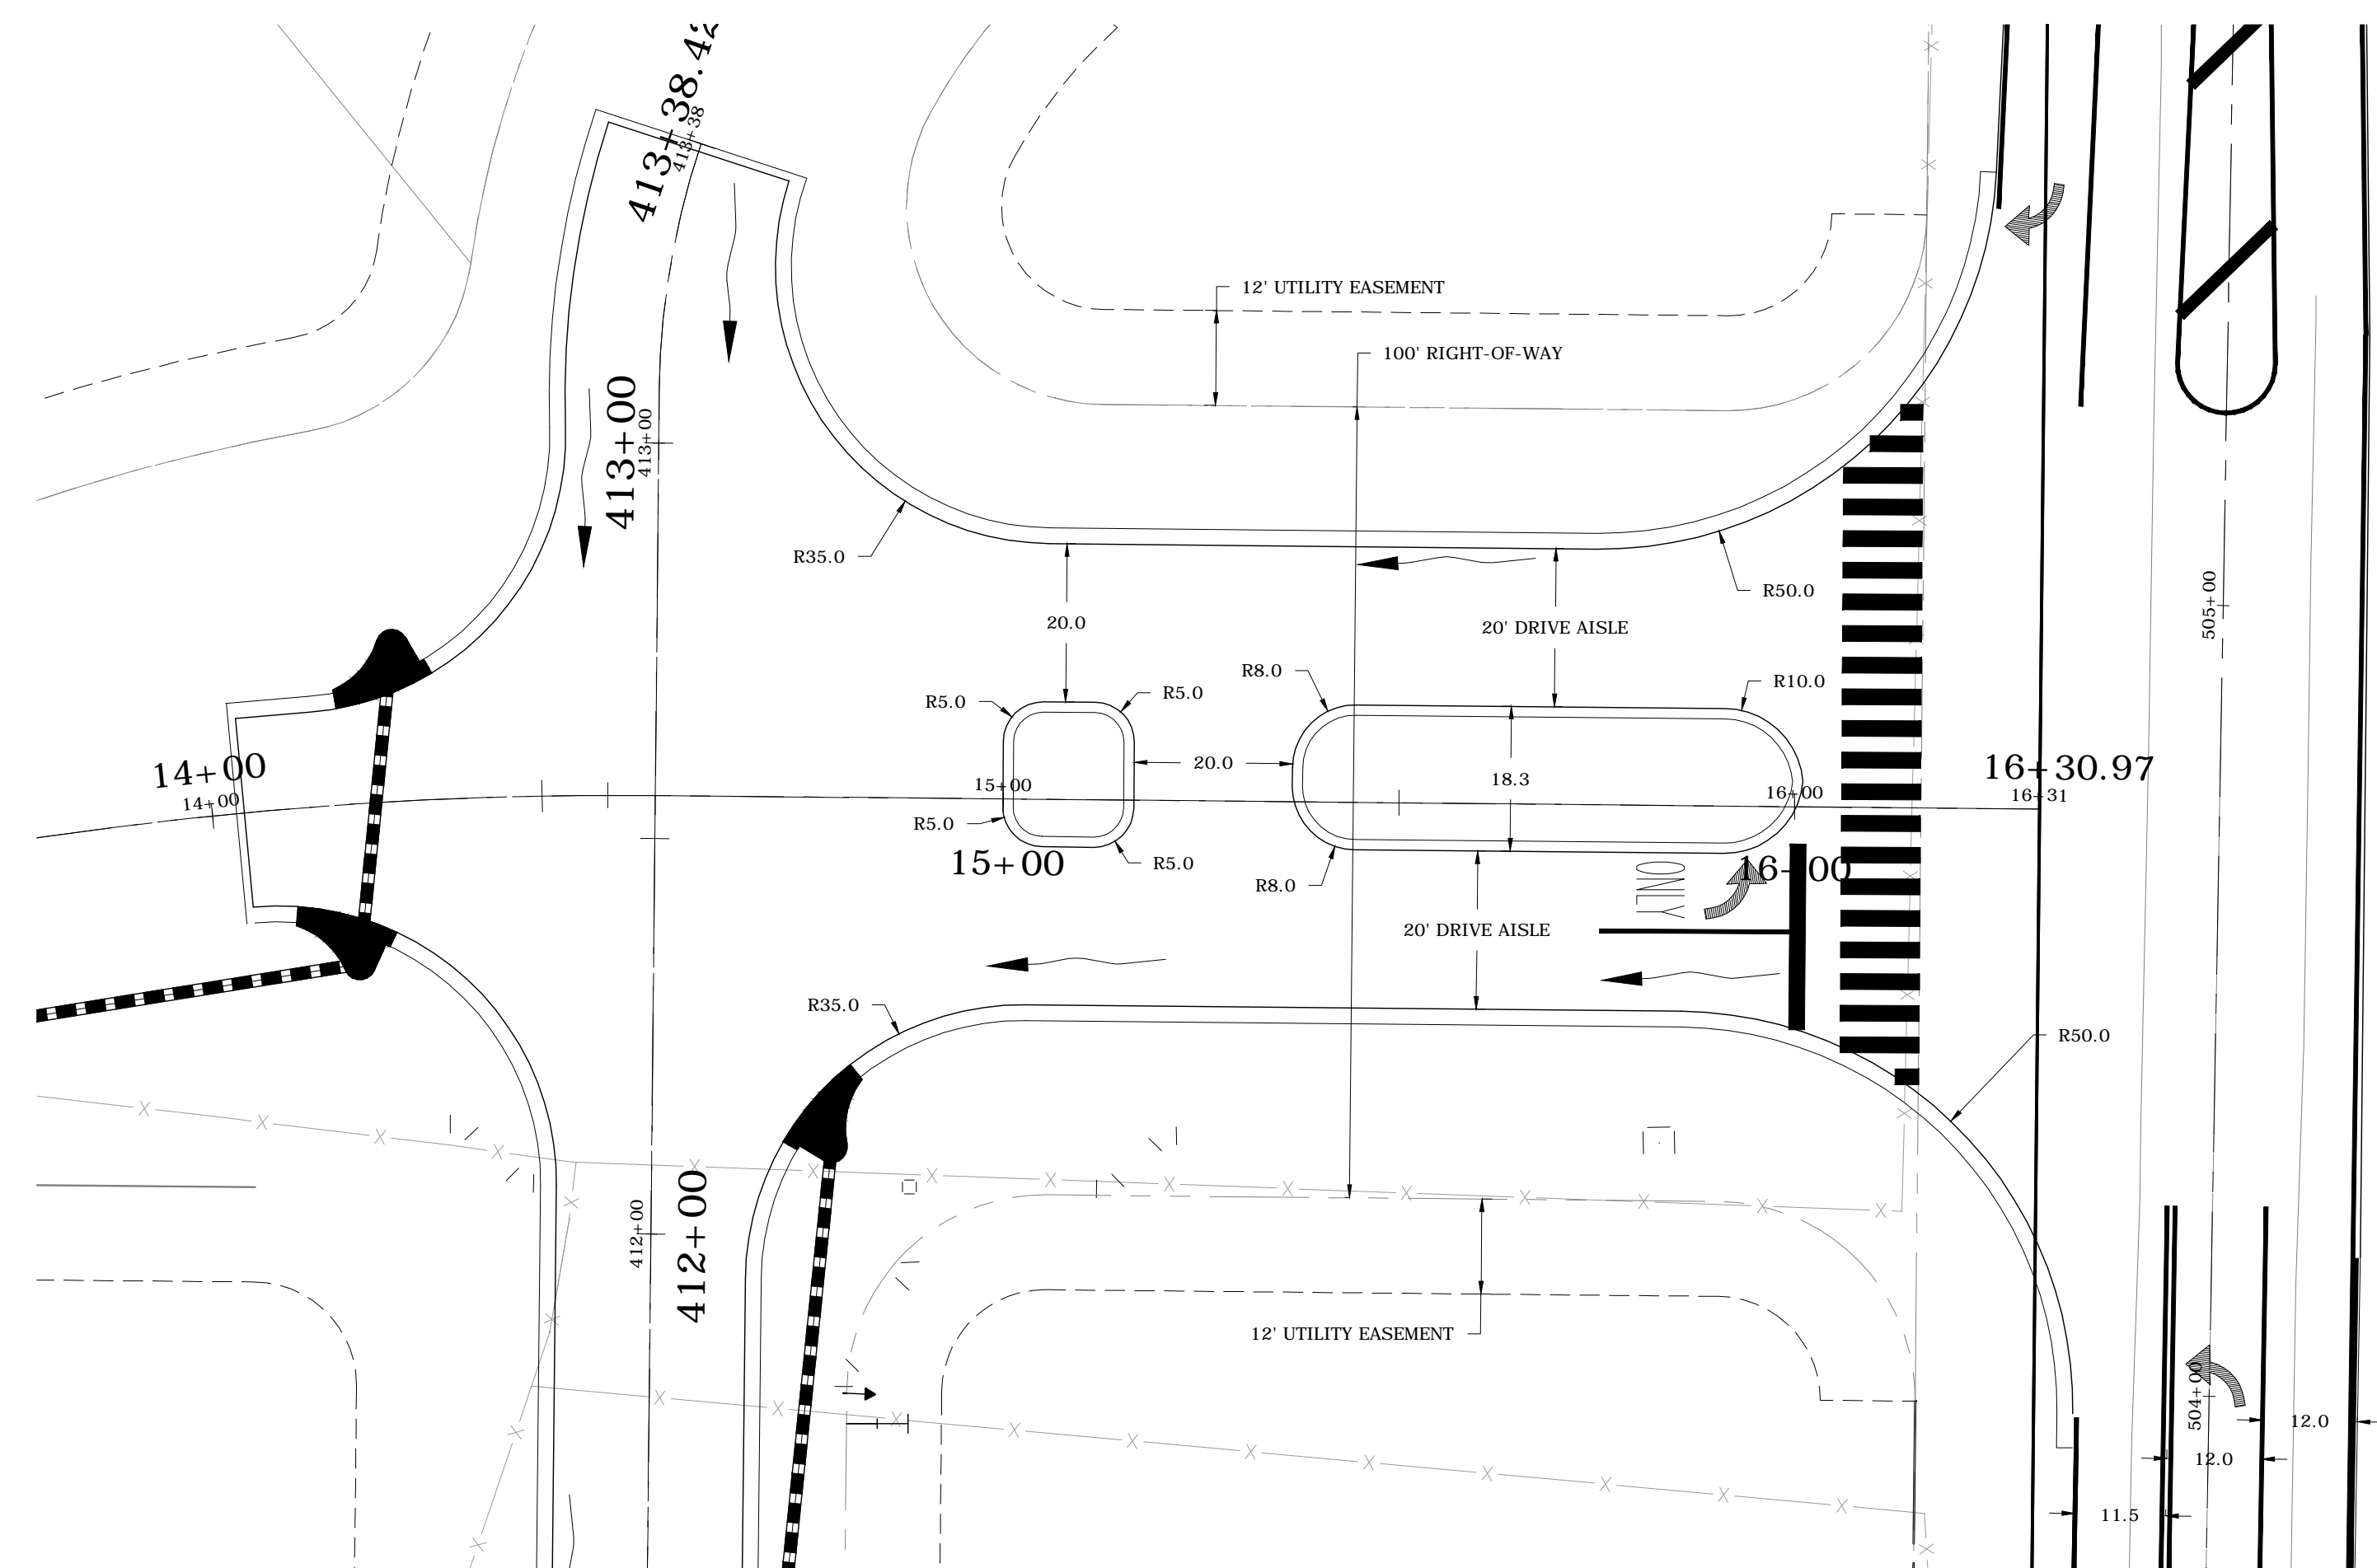 413+38.42
413+38
12' UTILITY EASEMENT
100' RIGHT-OF-WAY
413+00
413+00
R35.0
R50.0
505+00
20.0
20' DRIVE AISLE
R8.0
R10.0
R5.0
R5.0
14+00
14+00
20.0
18.3
15+00
16+00
16+30.97
16+31
R5.0
R5.0
15+00
R8.0
ONLY
16+00
20' DRIVE AISLE
R35.0
R50.0
412+00
412+00
12' UTILITY EASEMENT
504+00
12.0
12.0
11.5